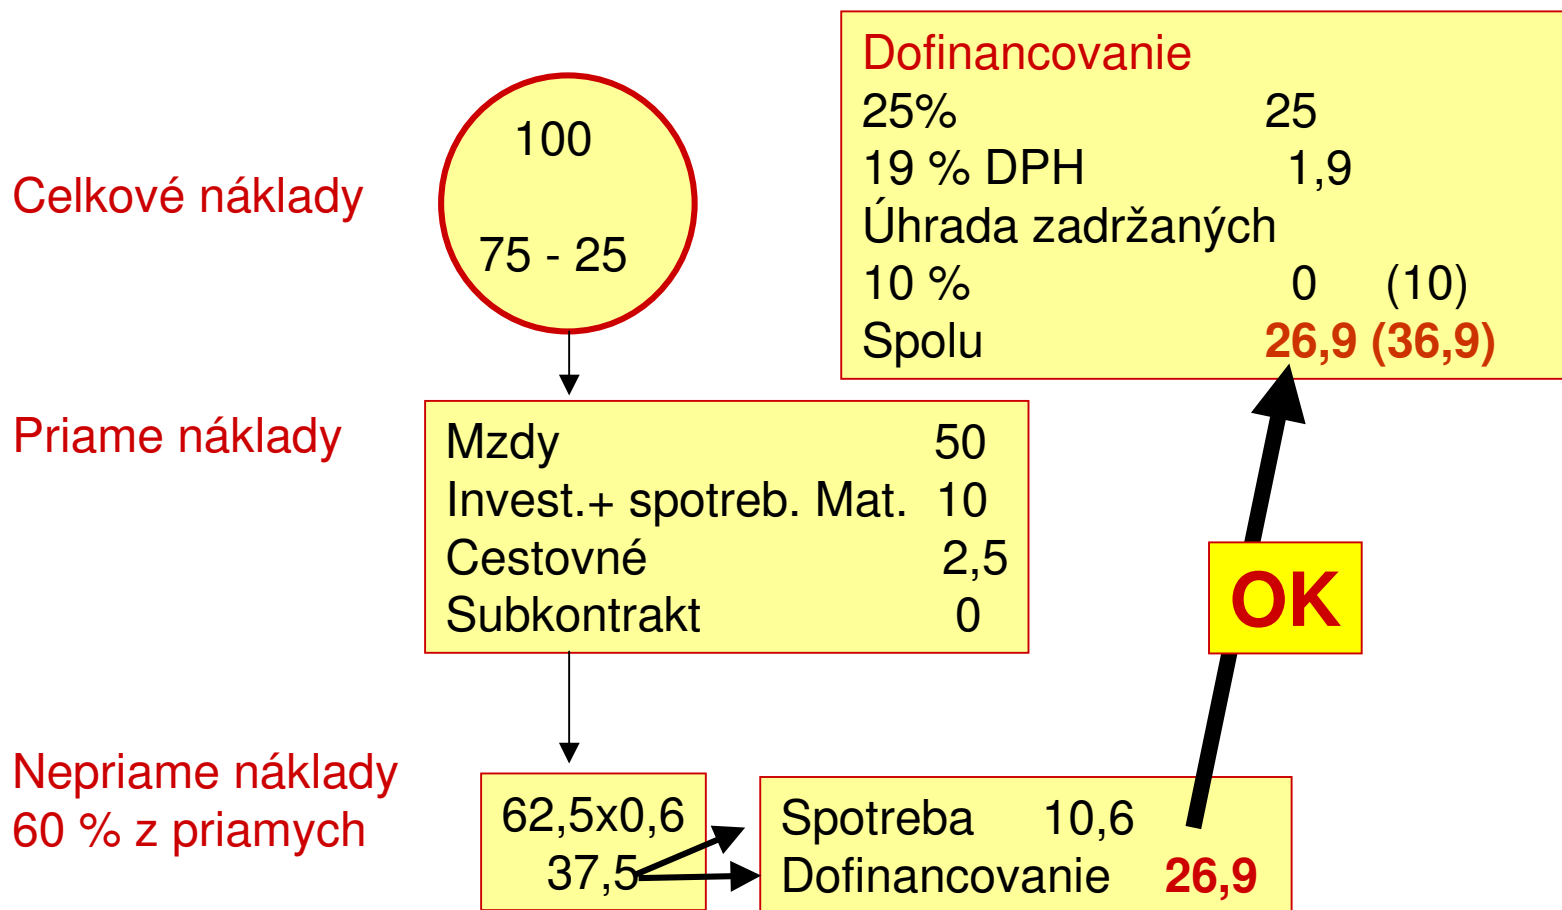 Celkové náklady
100
75 - 25
Dofinancovanie
25% 25
19 % DPH 1,9
Úhrada zadržaných
10 % 0 (10)
Spolu 26,9 (36,9)
Priame náklady
Mzdy 50
Invest.+ spotreb. Mat. 10
Cestovné 2,5
Subkontrakt 0
OK
Nepriame náklady
60 % z priamych
62,5x0,6
37,5
Spotreba 10,6
Dofinancovanie 26,9